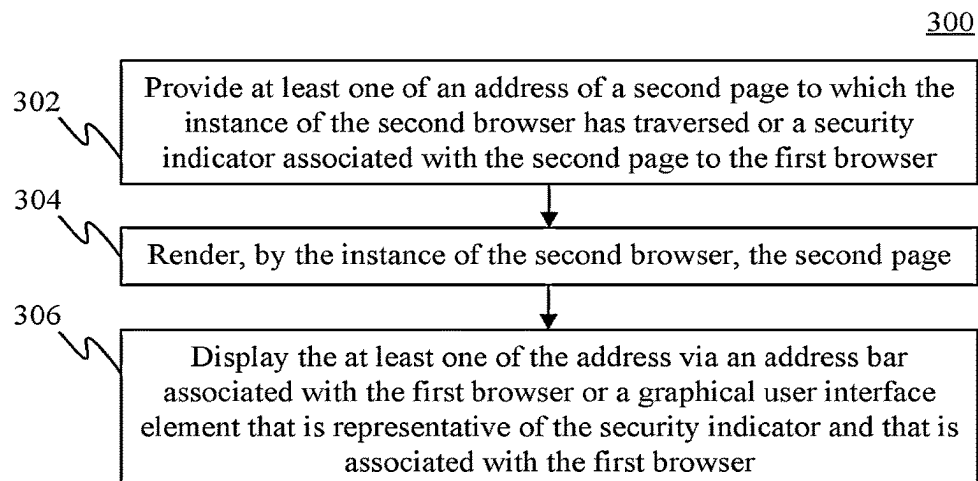 300
302
Provide at least one of an address of a second page to which the
instance of the second browser has traversed or a security
indicator associated with the second page to the first browser
304
Render, by the instance of the second browser, the second page
306
Display the at least one of the address via an address bar
associated with the first browser or a graphical user interface
element that is representative of the security indicator and that is
associated with the first browser